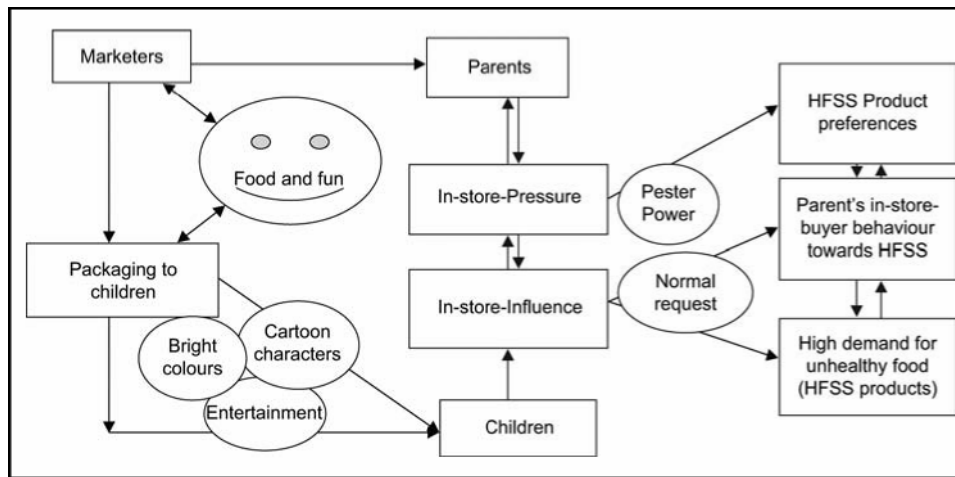 Marketers
Parents
HFSS Product
preferences
Food and fun
In-store-Pressure
Pester
Power
Parent's in-store-
buyer behaviour
towards HFSS
Packaging to
children
In-store-Influence
Normal
request
Cartoon
characters
Bright
colours
Entertainment
High demand for
unhealthy food
(HFSS products)
Children